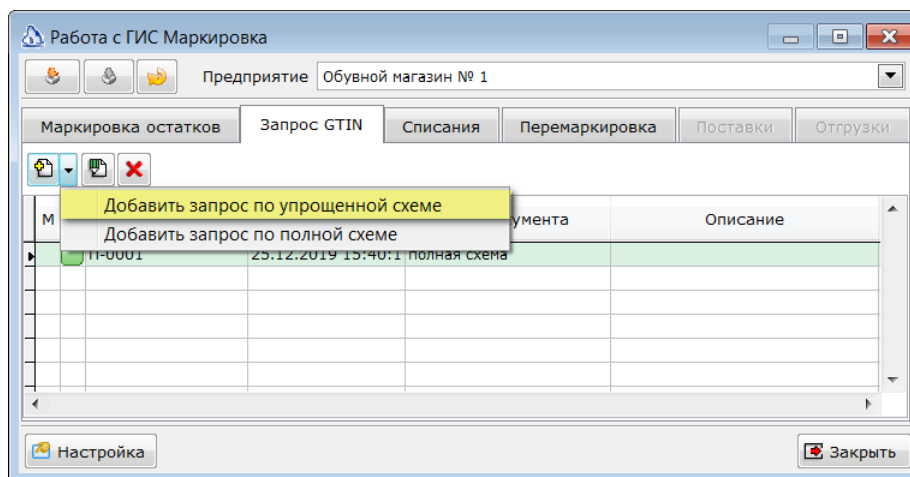 Работа с ГИС Маркировка
Предприятие Обувной магазин № 1
Маркировка остатков Запрос GTIN Списания Перемаркировка Поставки Отгрузки
Добавить запрос по упрощенной схеме
М Описание
Добавить запрос по полной схеме
П-0001 25.12.2019 15:40:1 полная схема
Настройка Закрыть